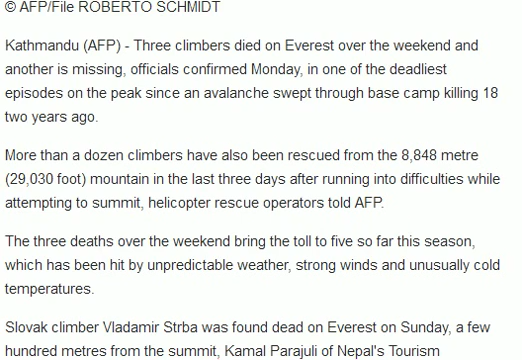 © AFP/File ROBERTO SCHMIDT
Kathmandu (AFP) - Three climbers died on Everest over the weekend and
another is missing, officials confirmed Monday, in one of the deadliest
episodes on the peak since an avalanche swept through base camp killing 18
two years ago.
More than a dozen climbers have also been rescued from the 8,848 metre
(29,030 foot) mountain in the last three days after running into difficulties while
attempting to summit, helicopter rescue operators told AFP.
The three deaths over the weekend bring the toll to five so far this season,
which has been hit by unpredictable weather, strong winds and unusually cold
temperatures.
Slovak climber Vladamir Strba was found dead on Everest on Sunday, a few
hundred metres from the summit, Kamal Parajuli of Nepal's Tourism